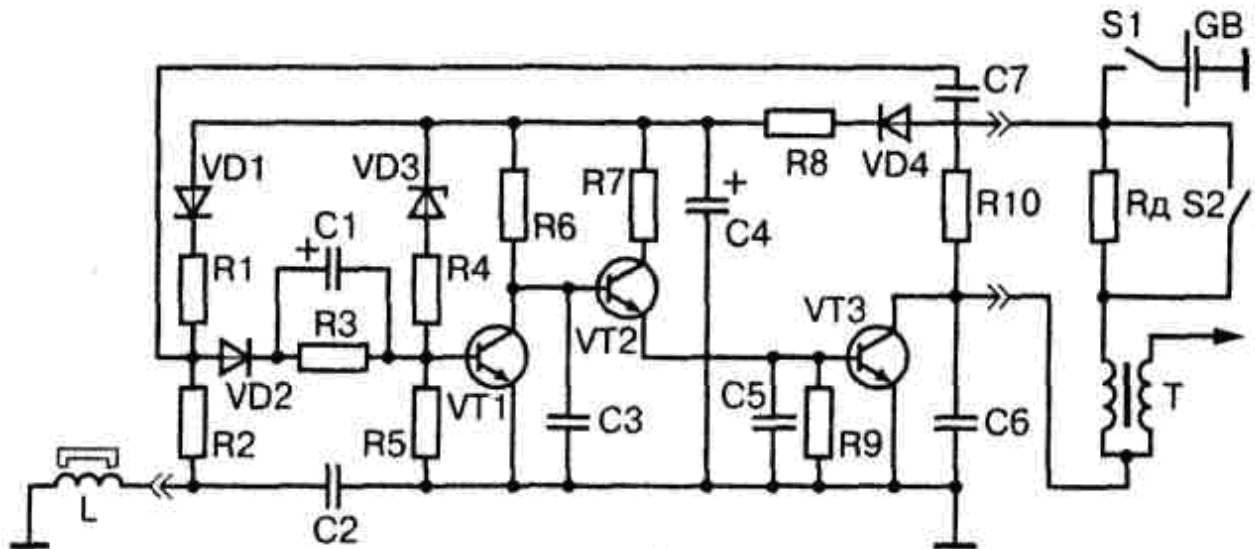 S1 GB
C7
VD1 VD3 R7 R8 VD4
C1 R6 C4 R10 Rд S2
+
+
R1 R4
R3 VT2 VT3
VD2 VT1 C3 C5 C6 T
R2 R5 R9
L C2